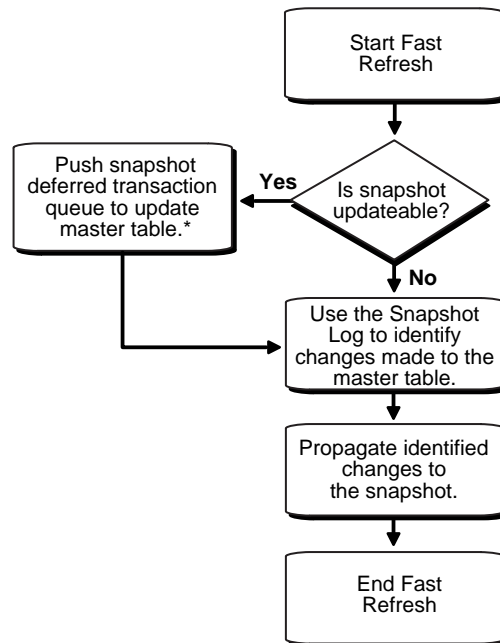 Start Fast
Refresh
Is snapshot
updateable?
Yes
Push snapshot
deferred transaction
queue to update
master table.*
No
Use the Snapshot
Log to identify
changes made to the
master table.
Propagate identified
changes to
the snapshot.
End Fast
Refresh